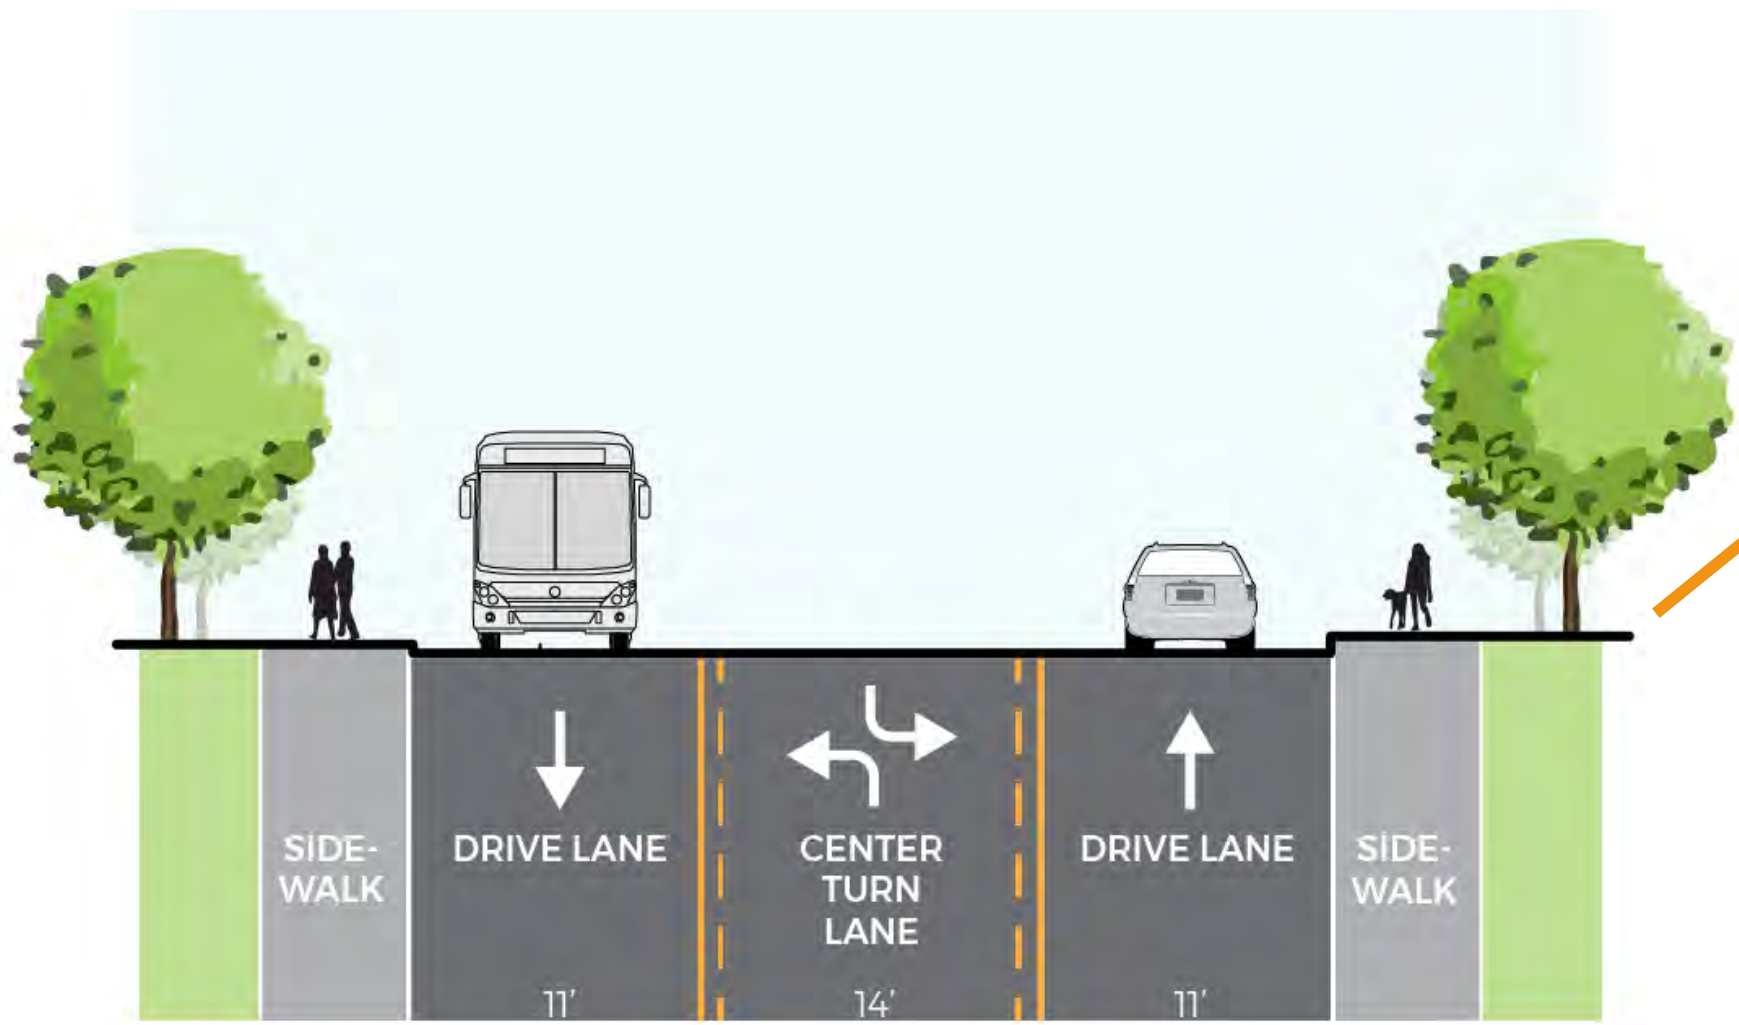 SIDE-
WALK
DRIVE LANE
CENTER
TURN
LANE
DRIVE LANE
SIDE-
WALK
11’
14’
11’